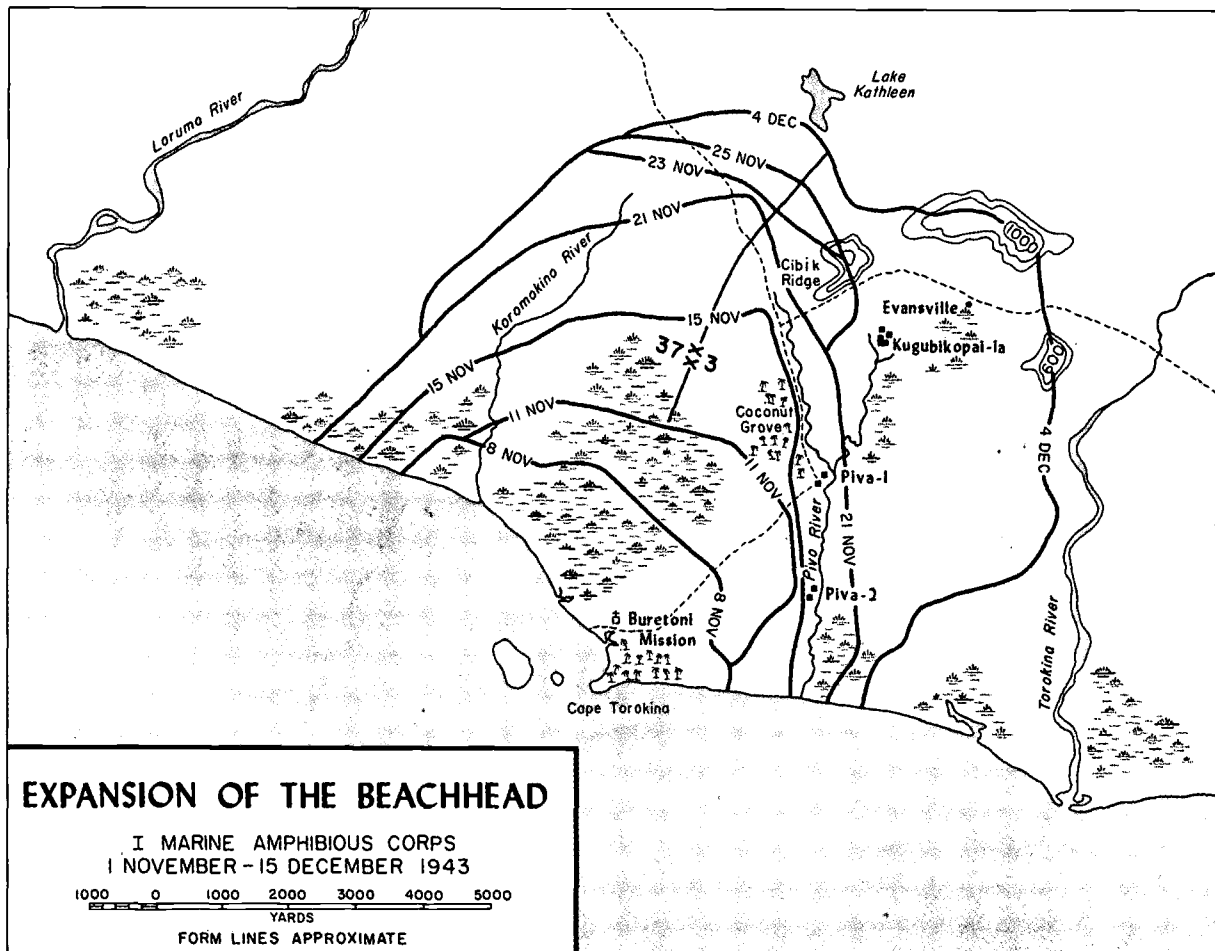 Laruma River
Lake
Kathleen
4 DEC
25 NOV
23 NOV
21 NOV
1000
Koromokina River
Cibik
Ridge
Evansville
15 NOV
Kugubikopai-la
37 XX 3
600
15 NOV
Coconut
Grove
11 NOV
8 NOV
4 DEC
11 NOV
Piva-1
Piva River
21 NOV
Piva-2
8 NOV
Buretoni
Mission
Torokina River
Cape Torokina
EXPANSION OF THE BEACHHEAD
I MARINE AMPHIBIOUS CORPS
1 NOVEMBER-15 DECEMBER 1943
1000 0 1000 2000 3000 4000 5000
YARDS
FORM LINES APPROXIMATE